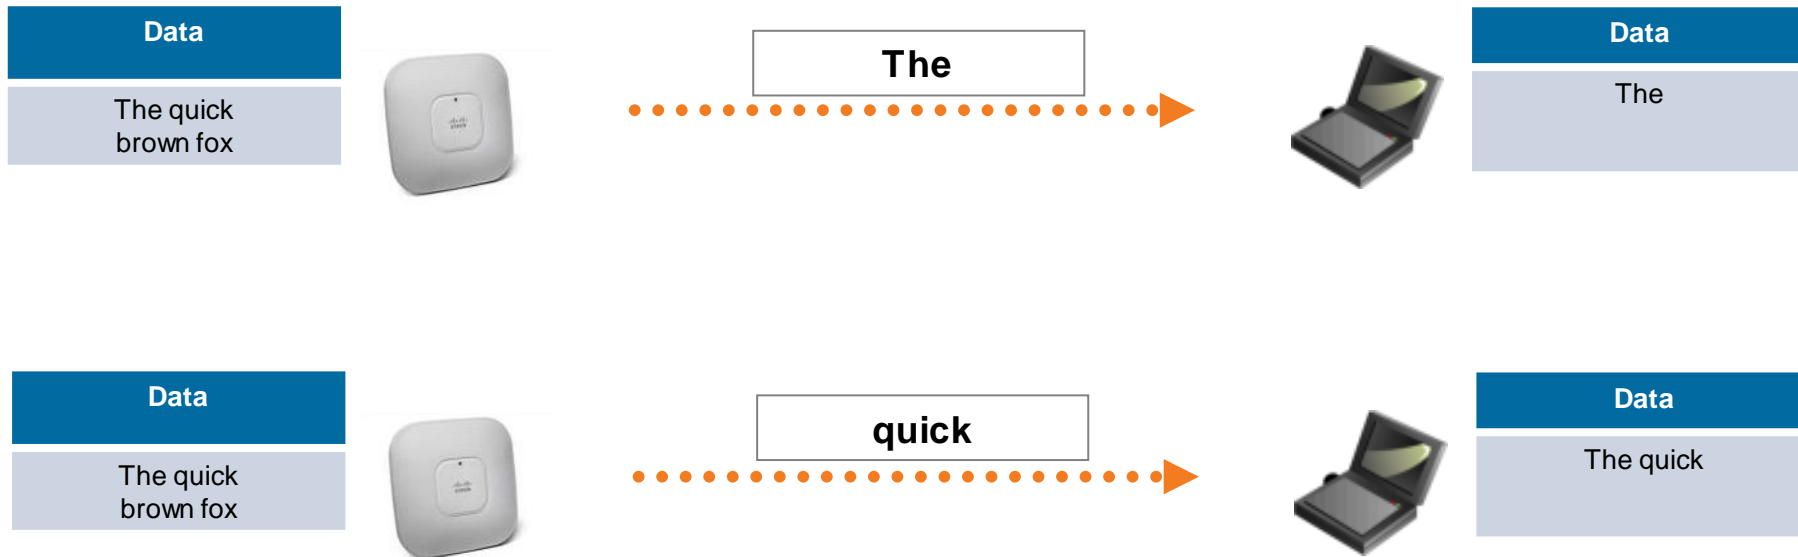 Data
The quick
brown fox
The
Data
The
Data
The quick
brown fox
quick
Data
The quick